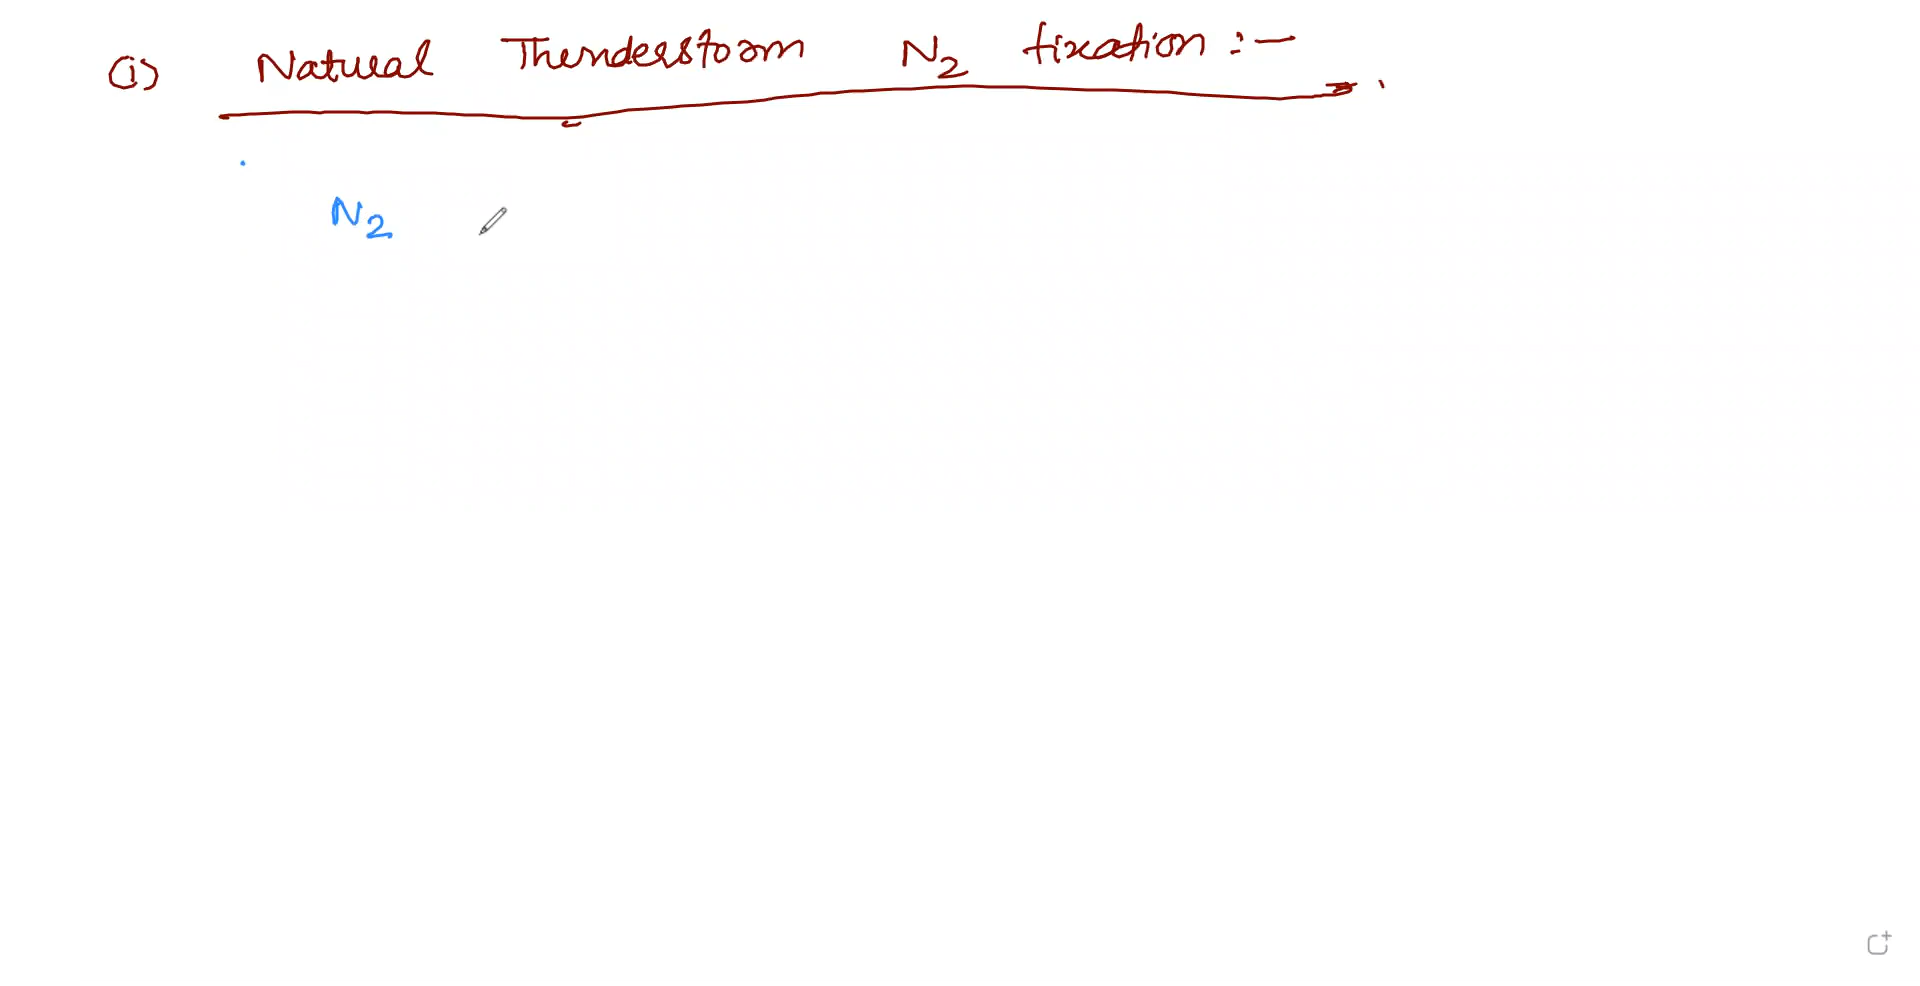 (i) Natural Thunderstorm N₂ fixation :-
N₂